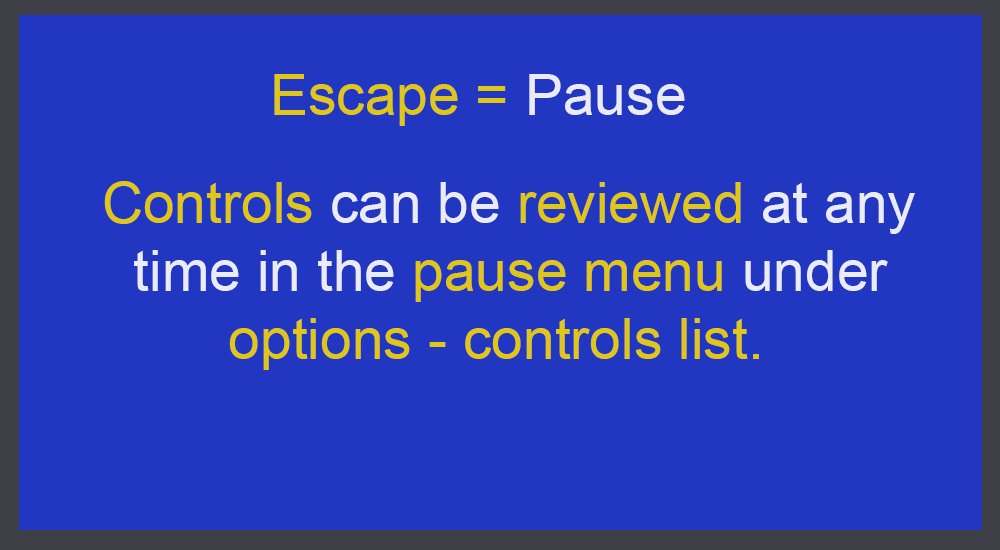 Escape = Pause
Controls can be reviewed at any
time in the pause menu under
options - controls list.